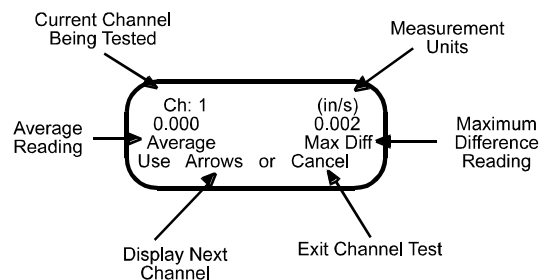 Current Channel
Being Tested
Measurement
Units
Ch: 1 (in/s)
0.000 0.002
Average Max Diff
Use Arrows or Cancel
Average
Reading
Maximum
Difference
Reading
Display Next
Channel
Exit Channel Test